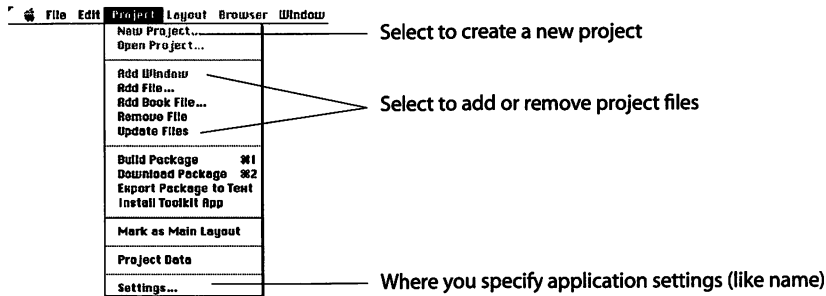 File Edit Project Layout Browser Window
New Project...
Open Project...
Add Window
Add File...
Add Book File...
Remove File
Update Files
Build Package ⌘1
Download Package ⌘2
Export Package to Text
Install Toolkit App
Mark as Main Layout
Project Data
Settings...
Select to create a new project
Select to add or remove project files
Where you specify application settings (like name)